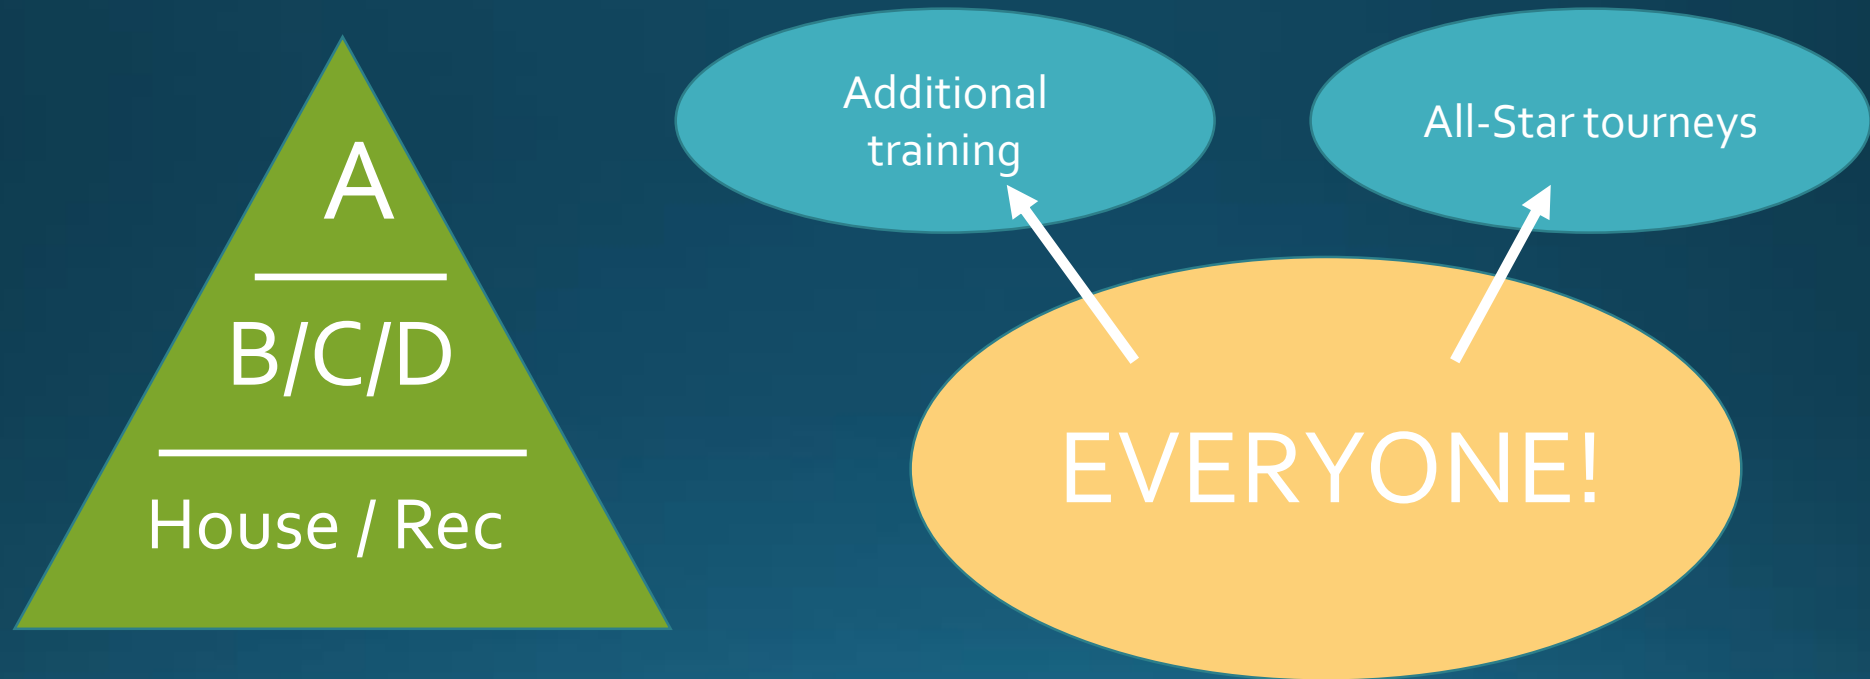 A
B/C/D
House / Rec
Additional
training
All-Star tourneys
EVERYONE!